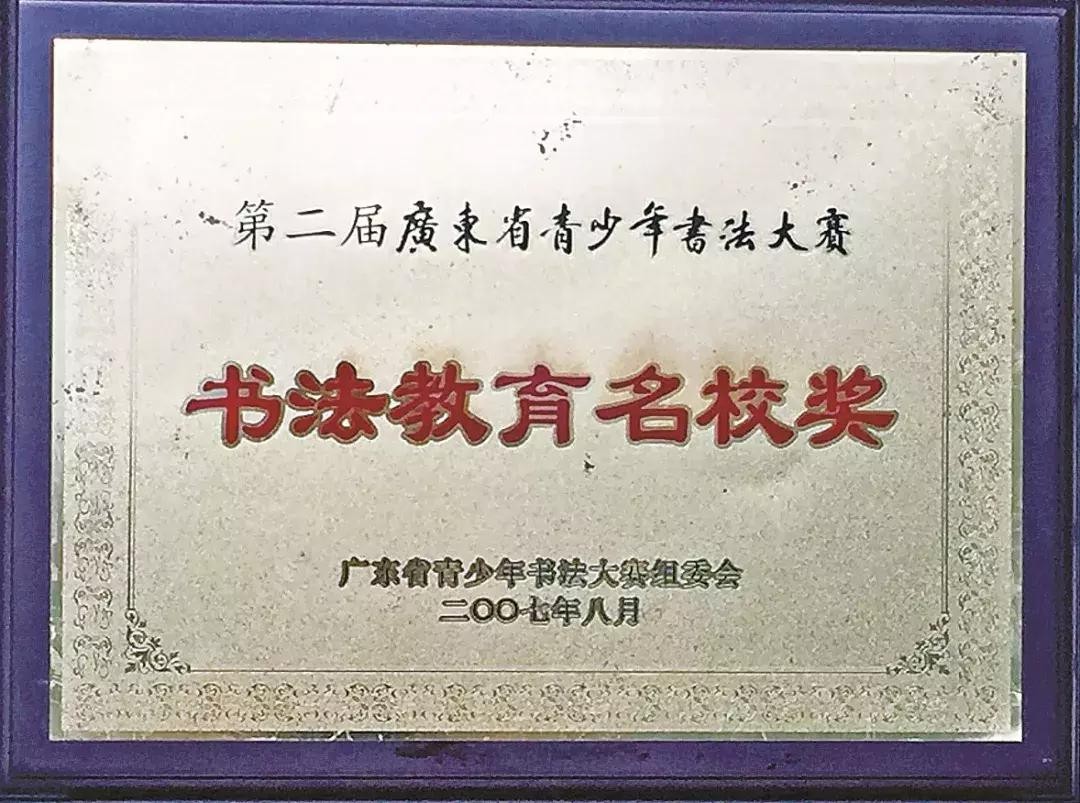 第二届廣東省青少年书法大赛
书法教育名校奖
广东省青少年书法大赛组委会
二〇〇七年八月